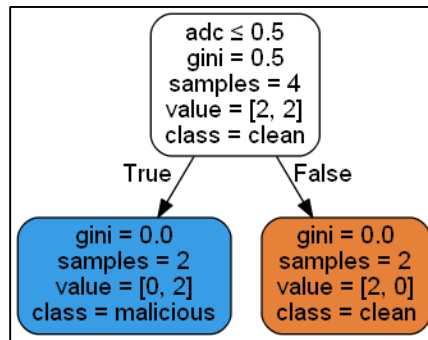 adc ≤ 0.5
gini = 0.5
samples = 4
value = [2, 2]
class = clean
True
False
gini = 0.0
samples = 2
value = [0, 2]
class = malicious
gini = 0.0
samples = 2
value = [2, 0]
class = clean